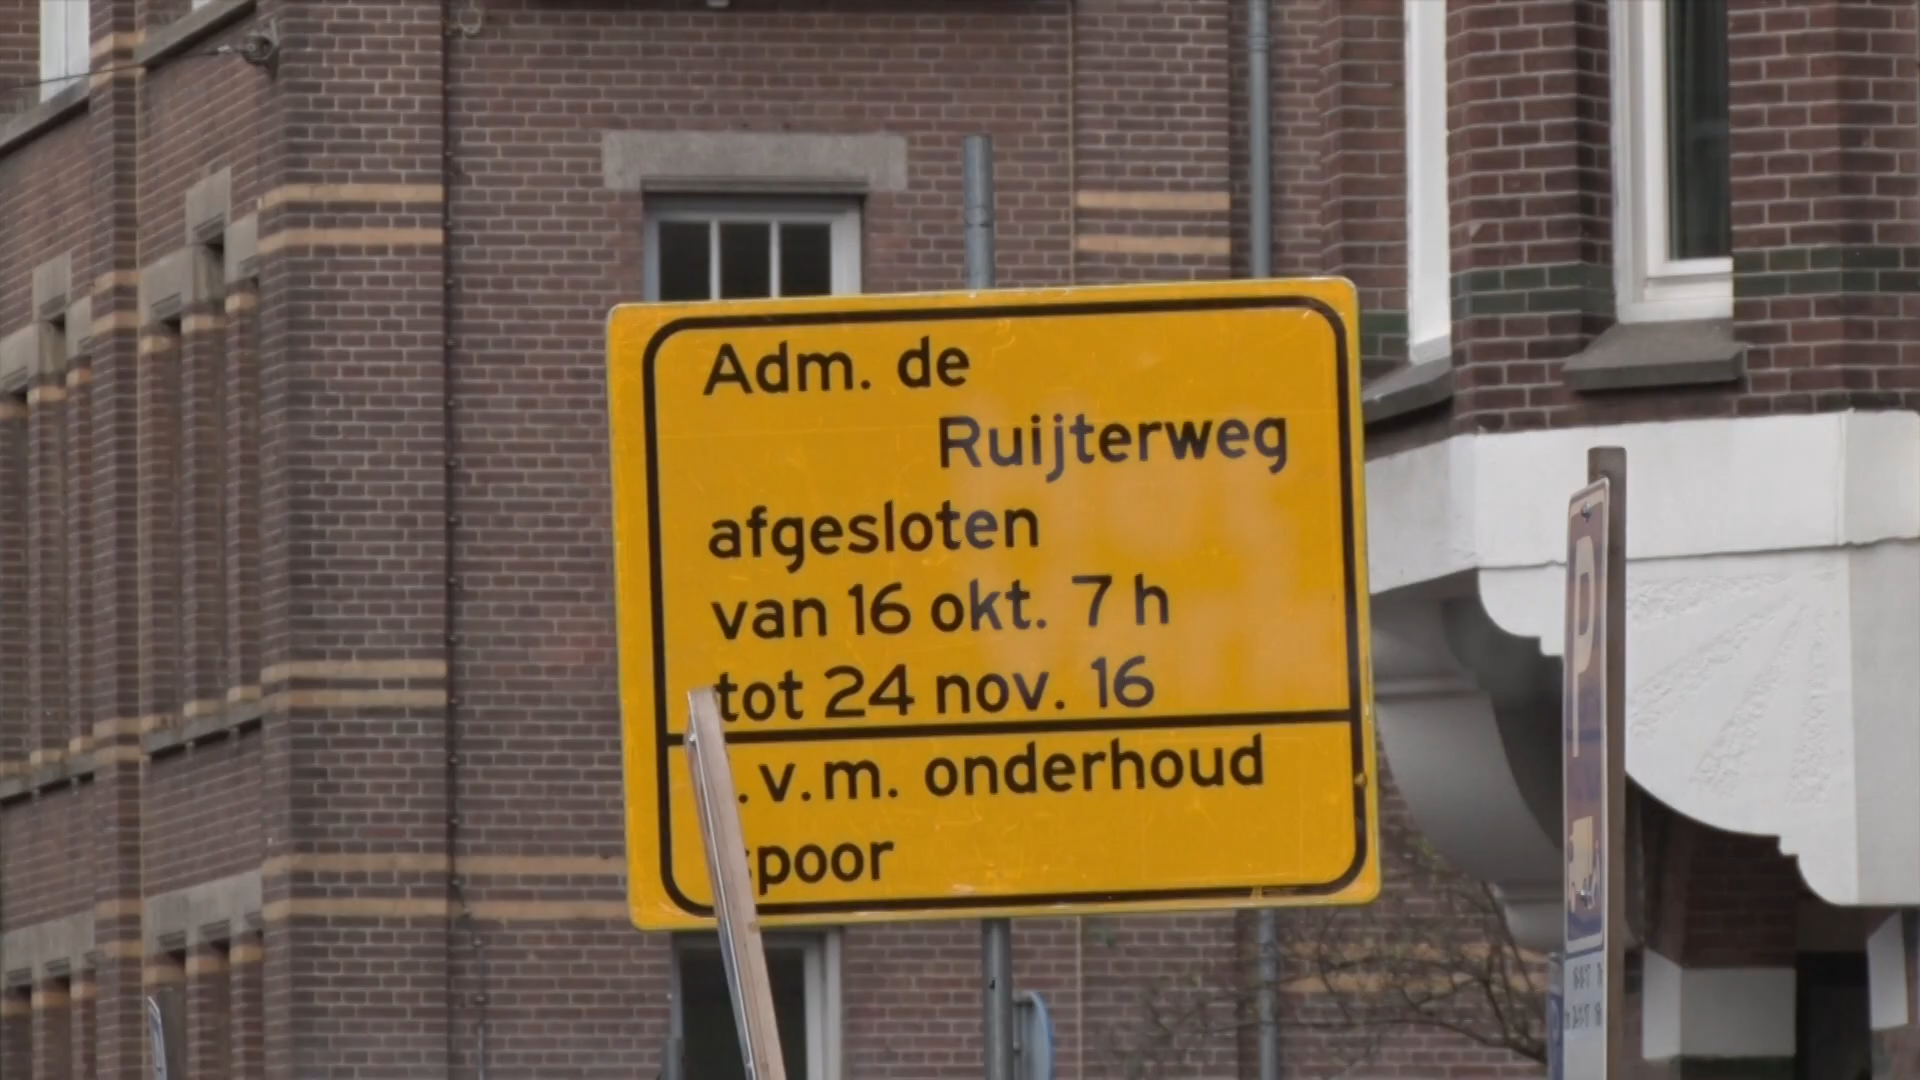 Adm. de
Ruijterweg
afgesloten
van 16 okt. 7 h
tot 24 nov. 16
.v.m. onderhoud
spoor
P